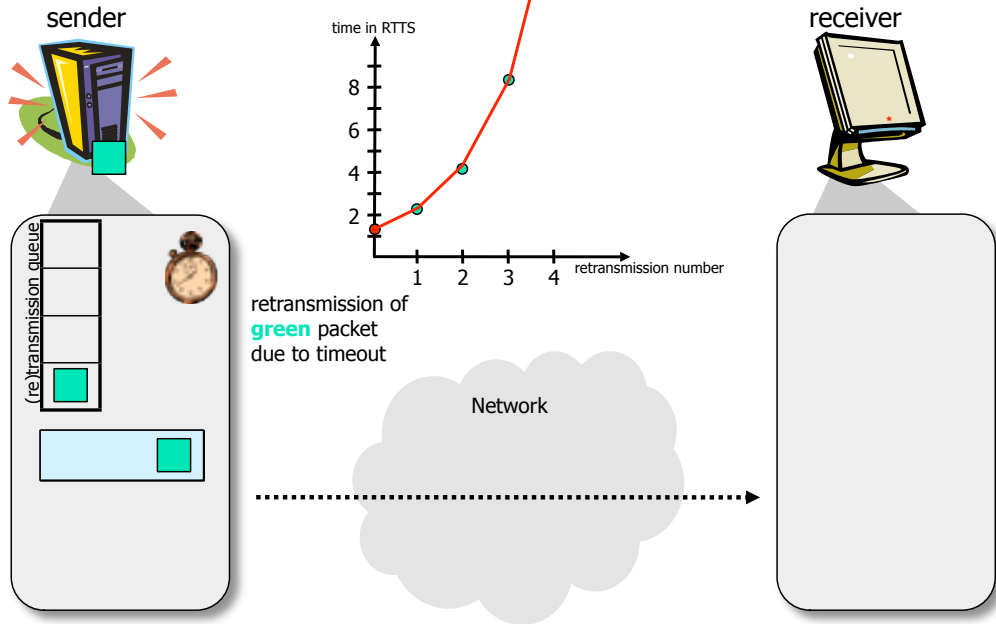 sender
receiver
time in RTTS
8
6
4
2
1 2 3 4
retransmission number
(re)transmission queue
retransmission of
green packet
due to timeout
Network